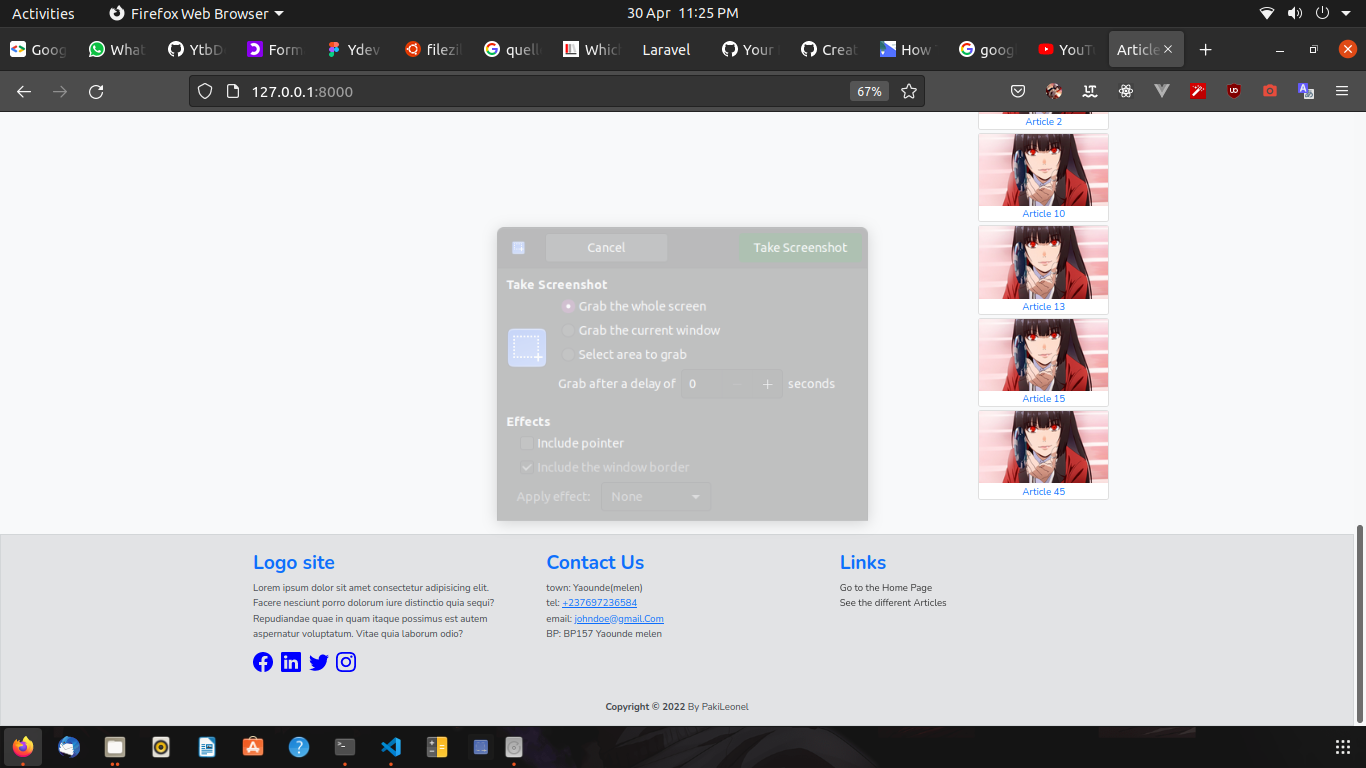 Activities
Firefox Web Browser
30 Apr 11:25 PM
Goog
What
YtbD
Form
Ydev
filezil
quell
Which
Laravel
Your
Creat
How
goog
YouT
Article
127.0.0.1:8000
67%
Article 2
Article 10
Article 13
Article 15
Article 45
Cancel
Take Screenshot
Take Screenshot
Grab the whole screen
Grab the current window
Select area to grab
Grab after a delay of 0 − + seconds
Effects
Include pointer
Include the window border
Apply effect: None
Logo site
Lorem ipsum dolor sit amet consectetur adipisicing elit.
Facere nesciunt porro dolorum iure distinctio quia sequi?
Repudiandae quae in quam itaque possimus est autem
aspernatur voluptatum. Vitae quia laborum odio?
Contact Us
town: Yaounde(melen)
tel: +237697236584
email: johndoe@gmail.Com
BP: BP157 Yaounde melen
Links
Go to the Home Page
See the different Articles
Copyright © 2022 By PakiLeonel